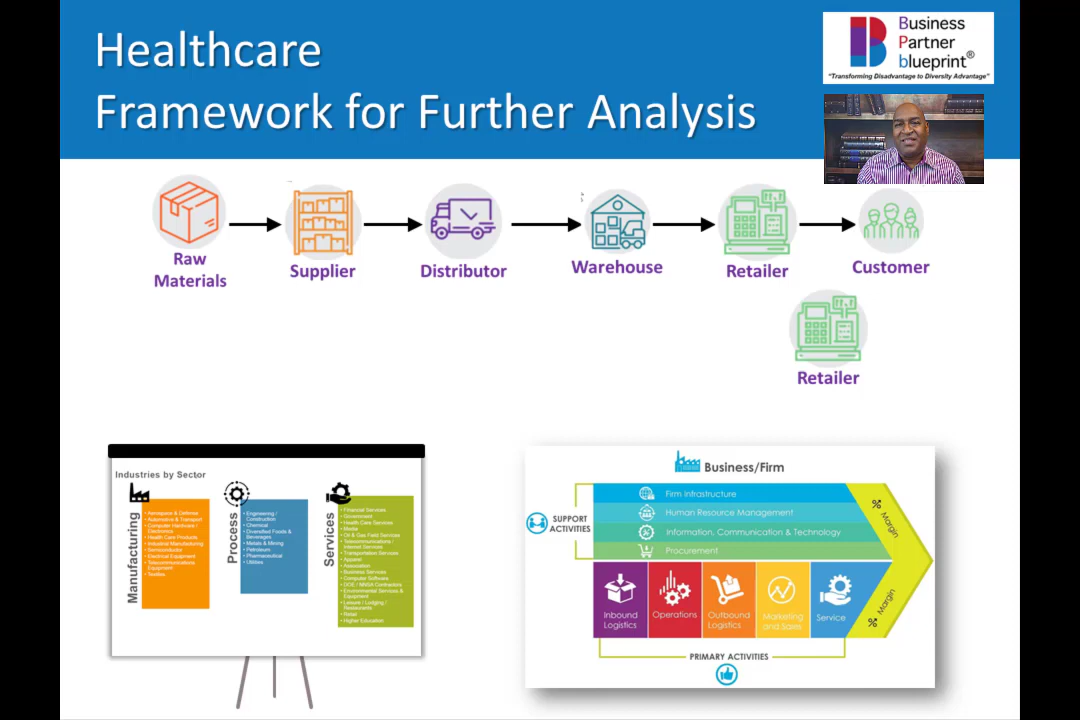 Healthcare
Framework for Further Analysis
Business
Partner
blueprint®
"Transforming Disadvantage to Diversity Advantage"
Raw
Materials
Supplier
Distributor
Warehouse
Retailer
Customer
Retailer
Industries by Sector
Manufacturing
• Aerospace & Defense
• Automotive & Transport
• Computer Hardware /
Electronics
• Health Care Products
• Industrial Manufacturing
• Semiconductor
• Electrical Equipment
• Telecommunications
Equipment
• Textiles
Process
• Engineering /
Construction
• Chemical
• Diversified Foods &
Beverages
• Metals & Mining
• Petroleum
• Pharmaceutical
• Utilities
Services
• Financial Services
• Government
• Health Care Services
• Media
• Oil & Gas Field Services
• Telecommunications /
Internet Services
• Transportation Services
• Apparel
• Association
• Business Services
• Computer Software
• DOE / NASA Contractors
• Environmental Services &
Equipment
• Leisure / Lodging /
Restaurants
• Retail
• Higher Education
Business/Firm
SUPPORT
ACTIVITIES
Firm Infrastructure
Human Resource Management
Information, Communication & Technology
Procurement
% Margin
Inbound
Logistics
Operations
Outbound
Logistics
Marketing
and Sales
Service
% Margin
PRIMARY ACTIVITIES